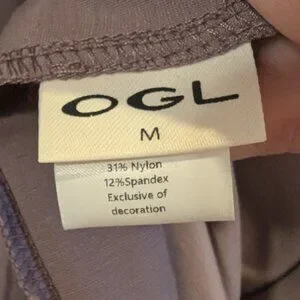 OGL
M
31% Nylon
12%Spandex
Exclusive of
decoration